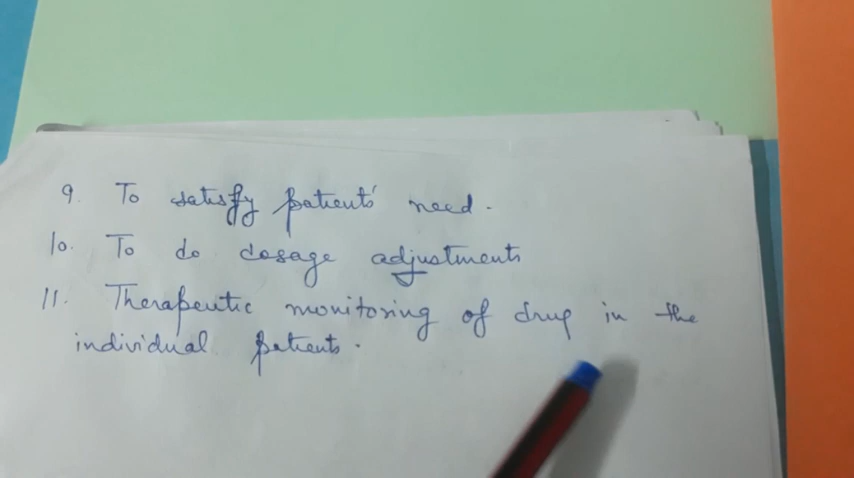 9. To satisfy patients' need.
10. To do dosage adjustments
11. Therapeutic monitoring of drug in the
individual patients.